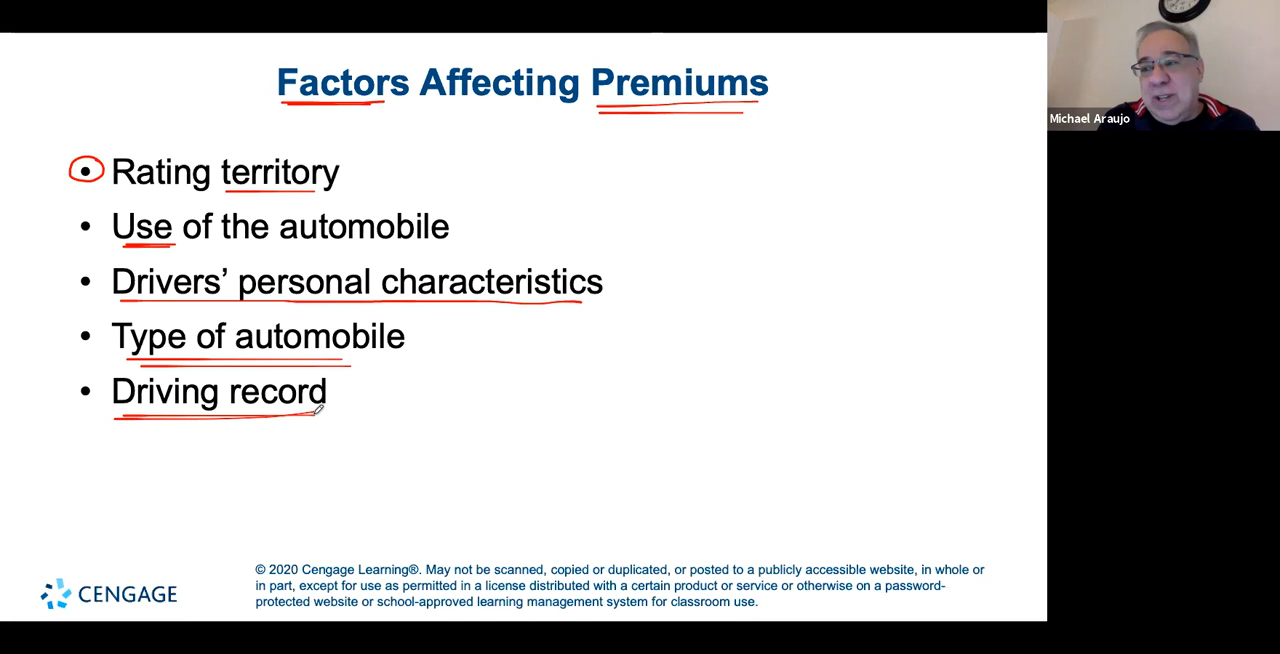 Factors Affecting Premiums
Michael Araujo
• Rating territory
• Use of the automobile
• Drivers’ personal characteristics
• Type of automobile
• Driving record
CENGAGE
© 2020 Cengage Learning®. May not be scanned, copied or duplicated, or posted to a publicly accessible website, in whole or
in part, except for use as permitted in a license distributed with a certain product or service or otherwise on a password-
protected website or school-approved learning management system for classroom use.